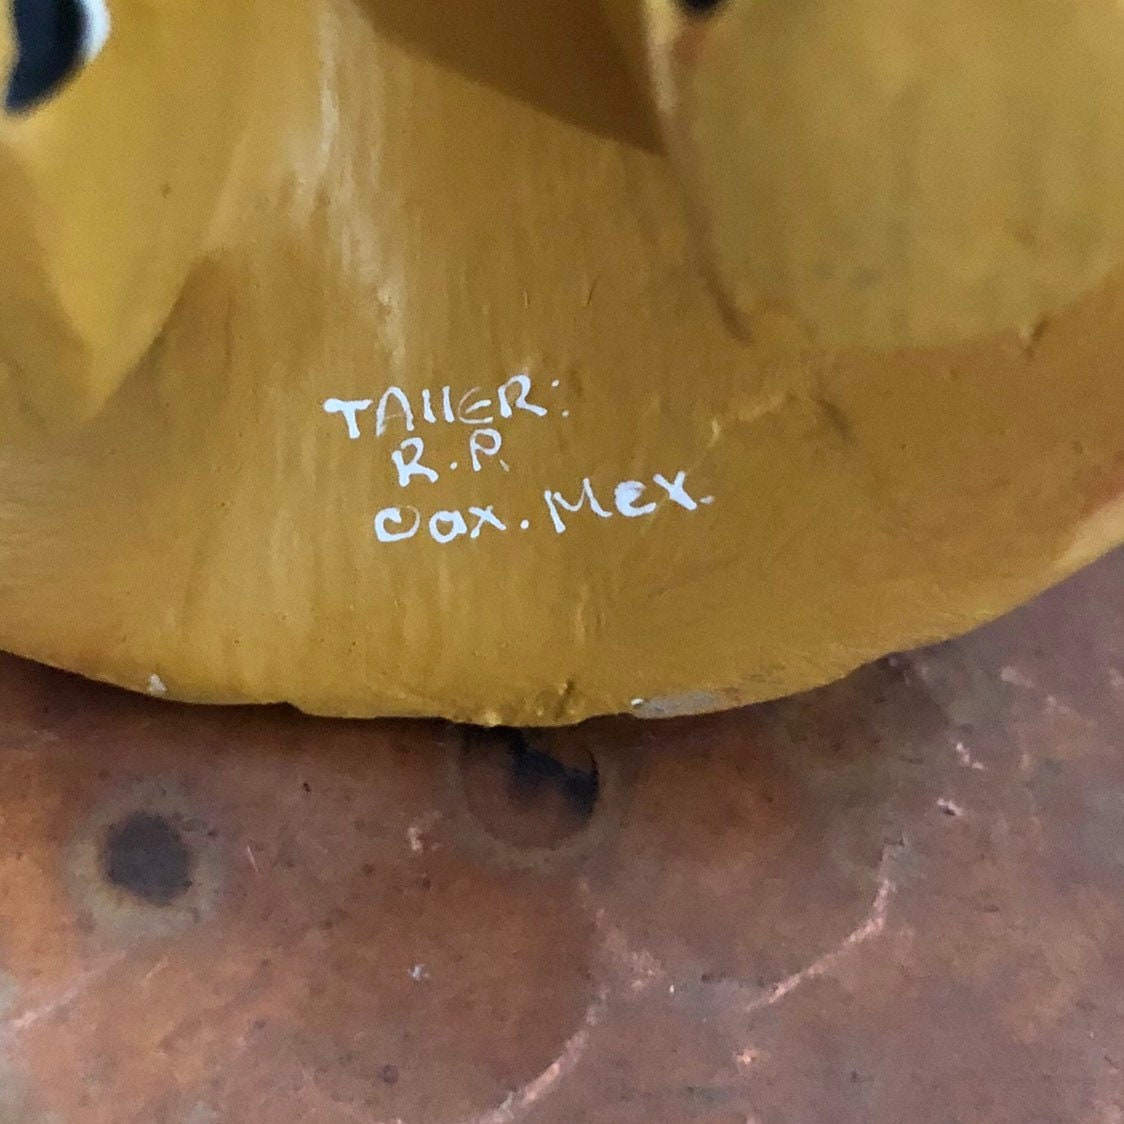 TAllER:
R.P.
Oax. Mex.